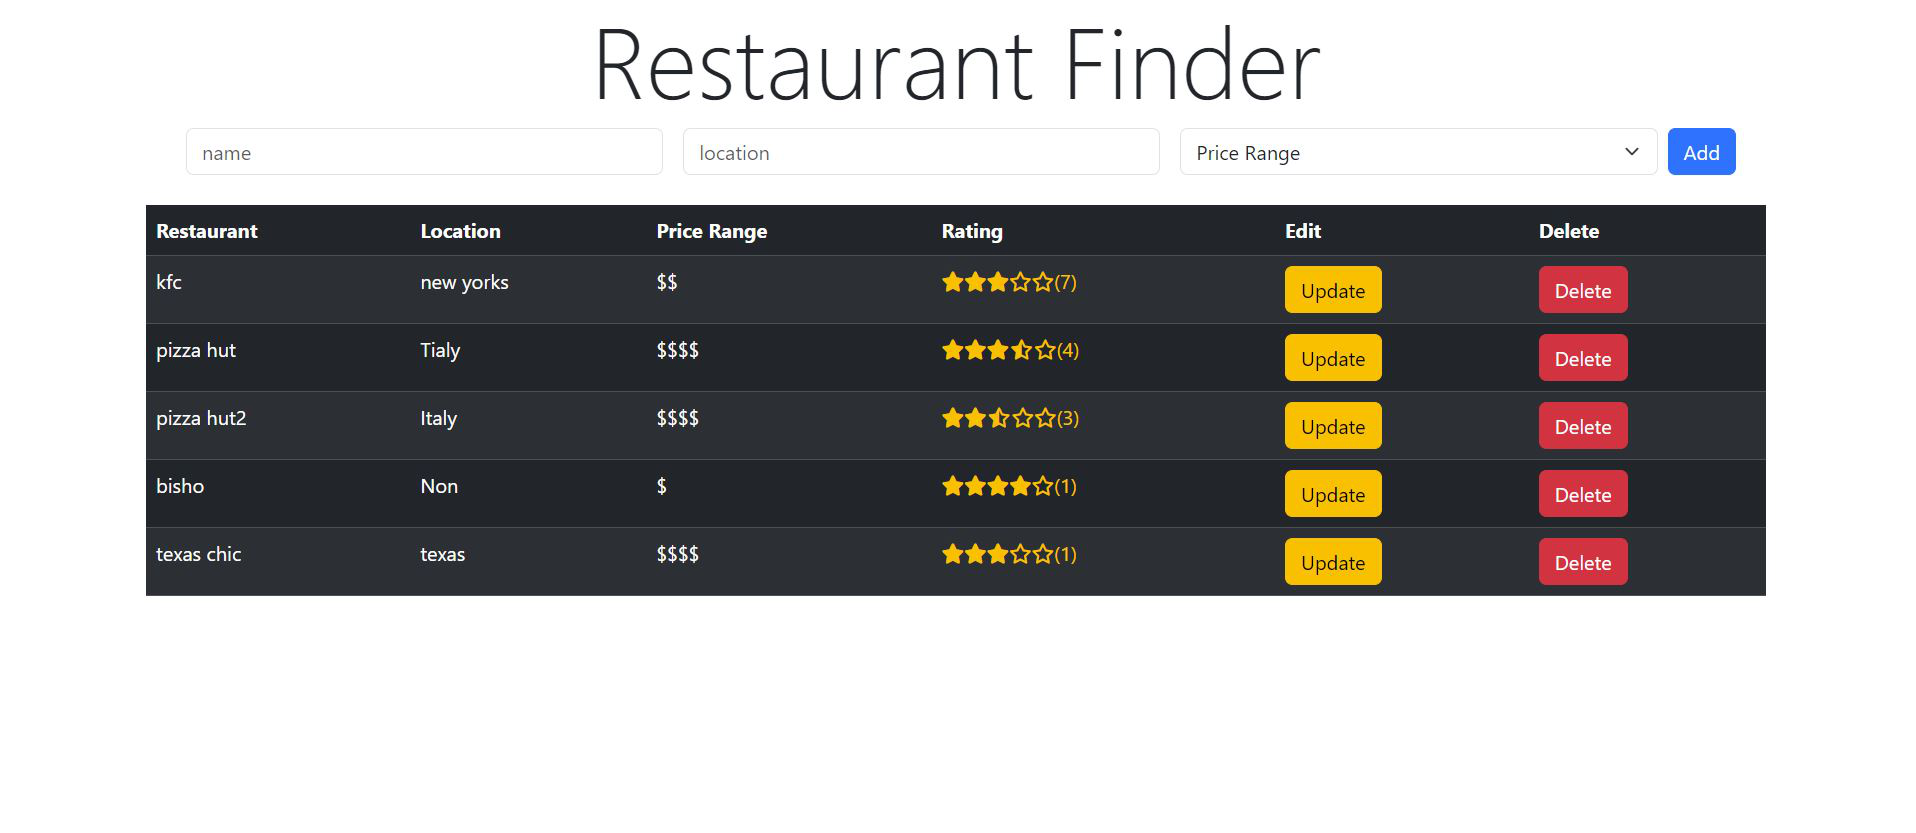 Restaurant Finder
name location Price Range Add
Restaurant Location Price Range Rating Edit Delete
kfc new yorks $$ (7) Update Delete
pizza hut Tialy $$$$ (4) Update Delete
pizza hut2 Italy $$$$ (3) Update Delete
bisho Non $ (1) Update Delete
texas chic texas $$$$ (1) Update Delete